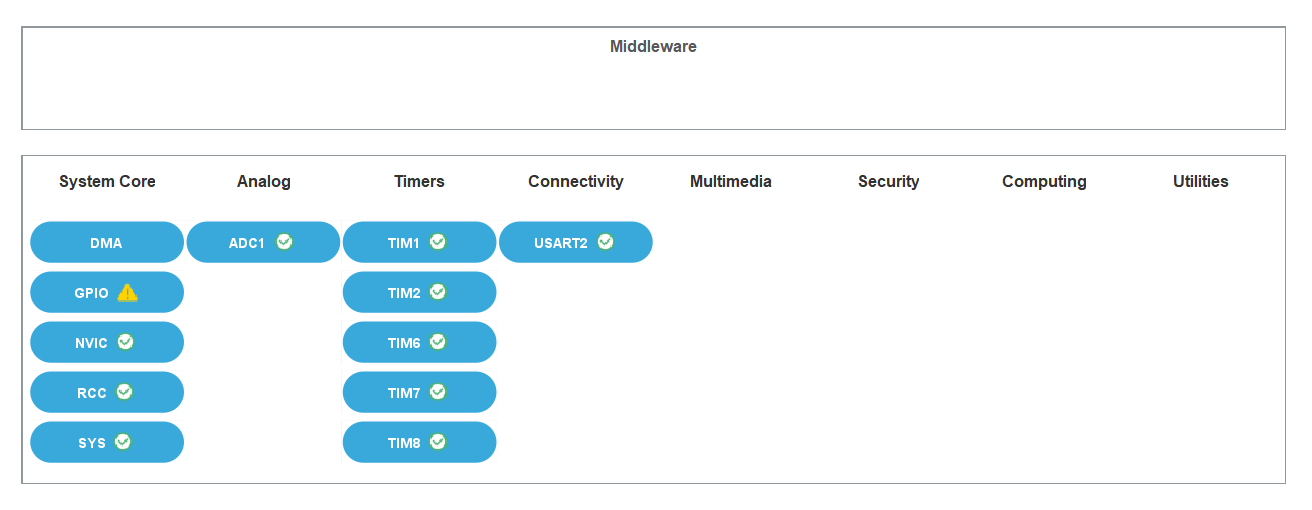 Middleware
System Core Analog Timers Connectivity Multimedia Security Computing Utilities
DMA ADC1 TIM1 USART2
GPIO TIM2
NVIC TIM6
RCC TIM7
SYS TIM8